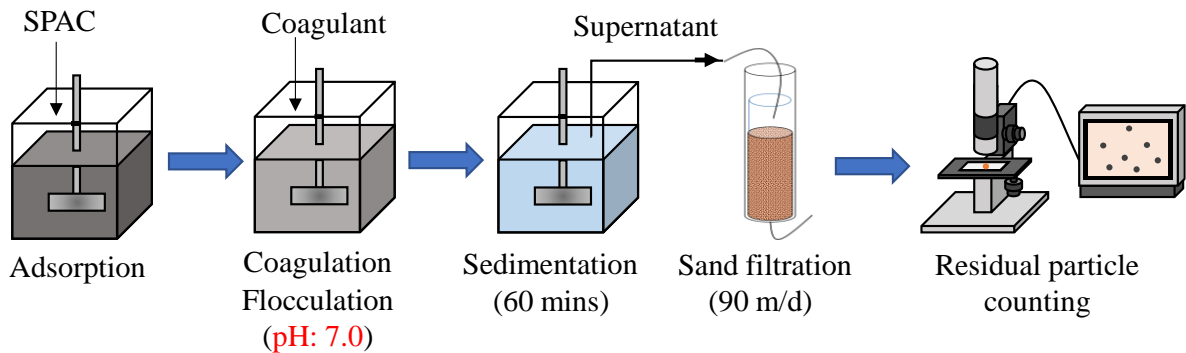 SPAC
Coagulant
Supernatant
Adsorption
Coagulation
Flocculation
(pH: 7.0)
Sedimentation
(60 mins)
Sand filtration
(90 m/d)
Residual particle
counting